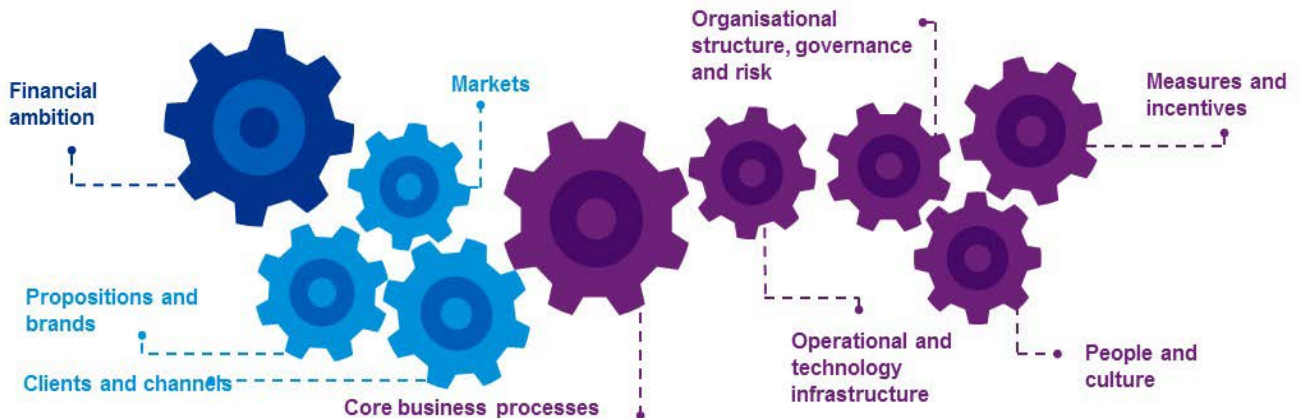 Financial
ambition
Markets
Propositions and
brands
Clients and channels
Core business processes
Organisational
structure, governance
and risk
Measures and
incentives
Operational and
technology
infrastructure
People and
culture